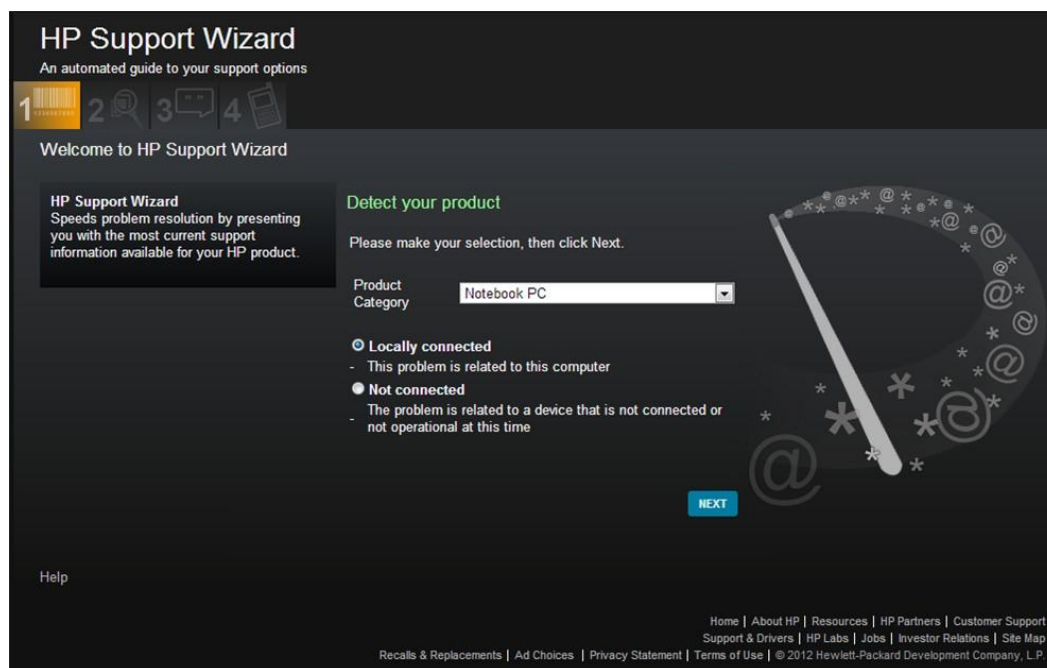 HP Support Wizard
An automated guide to your support options
1 2 3 4
Welcome to HP Support Wizard
HP Support Wizard
Speeds problem resolution by presenting
you with the most current support
information available for your HP product.
Detect your product
Please make your selection, then click Next.
Product
Category
Notebook PC
Locally connected
- This problem is related to this computer
Not connected
- The problem is related to a device that is not connected or
not operational at this time
NEXT
Help
Home | About HP | Resources | HP Partners | Customer Support
Support & Drivers | HP Labs | Jobs | Investor Relations | Site Map
Recalls & Replacements | Ad Choices | Privacy Statement | Terms of Use | © 2012 Hewlett-Packard Development Company, L.P.